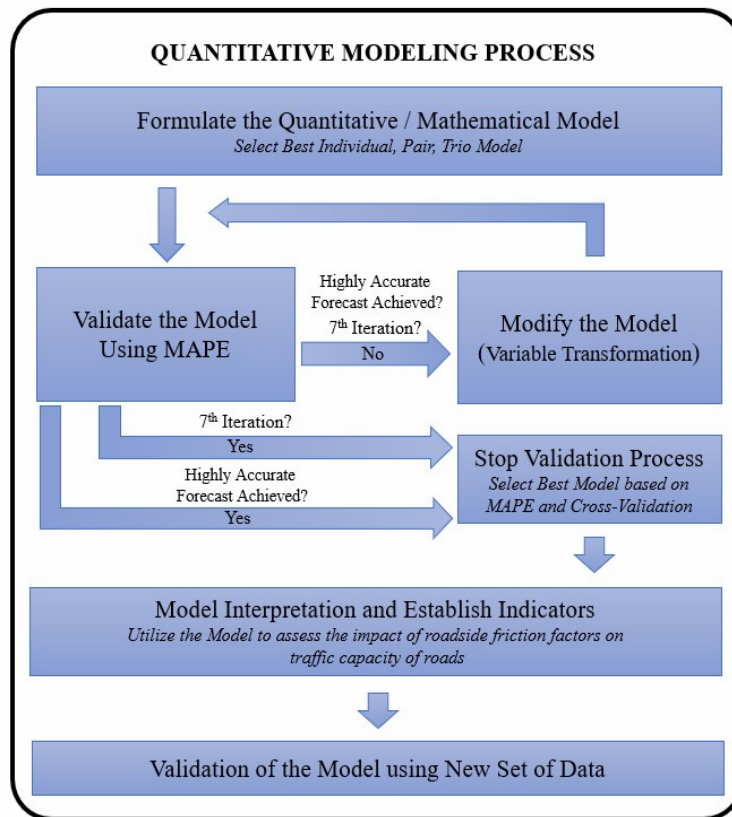 QUANTITATIVE MODELING PROCESS
Formulate the Quantitative / Mathematical Model
Select Best Individual, Pair, Trio Model
Validate the Model
Using MAPE
Highly Accurate
Forecast Achieved?
7th Iteration?
No
Modify the Model
(Variable Transformation)
7th Iteration?
Yes
Highly Accurate
Forecast Achieved?
Yes
Stop Validation Process
Select Best Model based on
MAPE and Cross-Validation
Model Interpretation and Establish Indicators
Utilize the Model to assess the impact of roadside friction factors on
traffic capacity of roads
Validation of the Model using New Set of Data